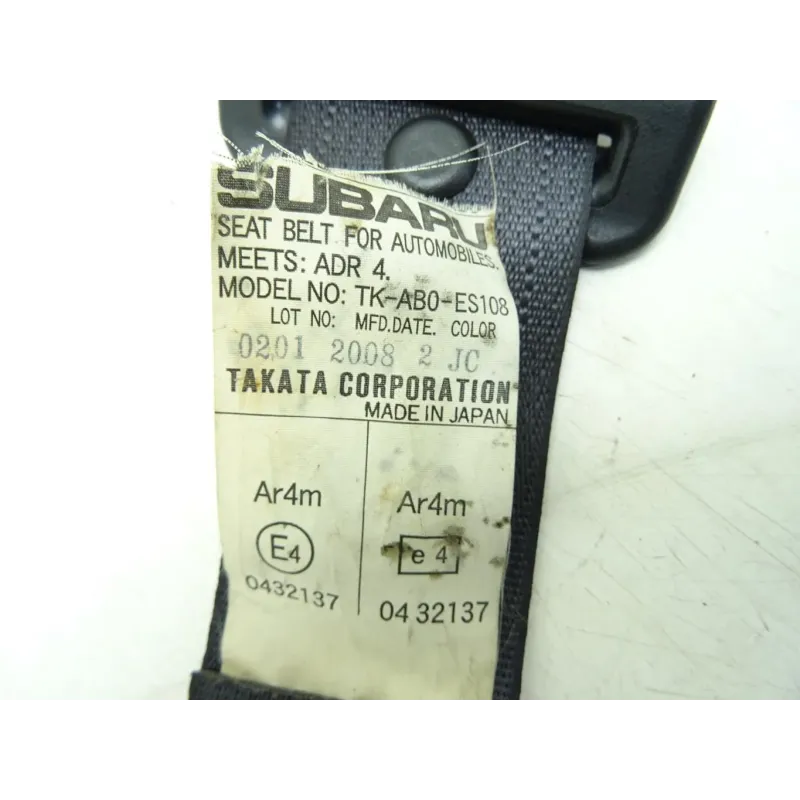 SUBARU
SEAT BELT FOR AUTOMOBILES.
MEETS: ADR 4.
MODEL NO: TK-AB0-ES108
LOT NO: MFD.DATE. COLOR
0201 2008 2 JC
TAKATA CORPORATION
MADE IN JAPAN
Ar4m Ar4m
E4 e 4
0432137 04 32137